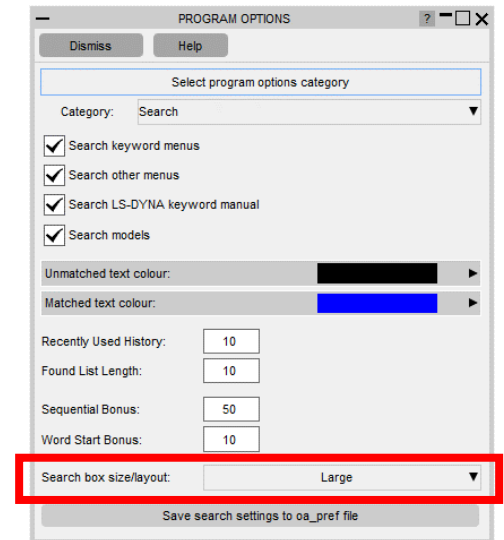 PROGRAM OPTIONS ?
Dismiss Help
Select program options category
Category: Search
Search keyword menus
Search other menus
Search LS-DYNA keyword manual
Search models
Unmatched text colour:
Matched text colour:
Recently Used History: 10
Found List Length: 10
Sequential Bonus: 50
Word Start Bonus: 10
Search box size/layout: Large
Save search settings to oa_pref file